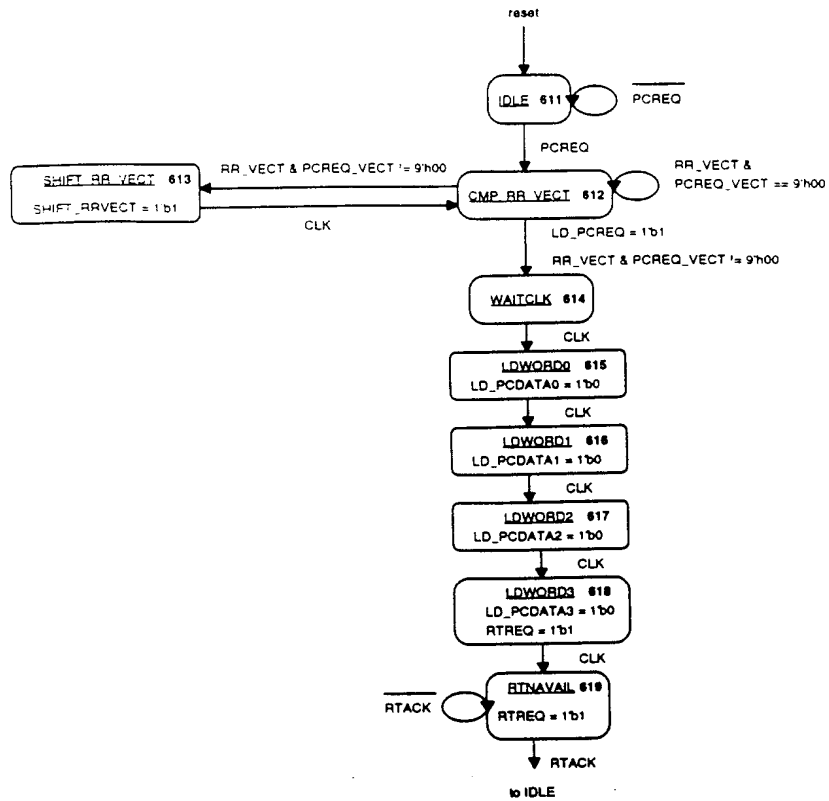 reset
IDLE 611
PCREQ
PCREQ
RR_VECT & PCREQ_VECT != 9'h00
RR_VECT &
PCREQ_VECT == 9'h00
SHIFT_RR_VECT 613
SHIFT_RRVECT = 1'b1
CMP_RR_VECT 612
CLK
LD_PCREQ = 1'b1
RR_VECT & PCREQ_VECT != 9'h00
WAITCLK 614
CLK
LDWORD0 615
LD_PCDATA0 = 1'b0
CLK
LDWORD1 616
LD_PCDATA1 = 1'b0
CLK
LDWORD2 617
LD_PCDATA2 = 1'b0
CLK
LDWORD3 618
LD_PCDATA3 = 1'b0
RTREQ = 1'b1
CLK
RTNAVAIL 619
RTACK
RTREQ = 1'b1
RTACK
to IDLE